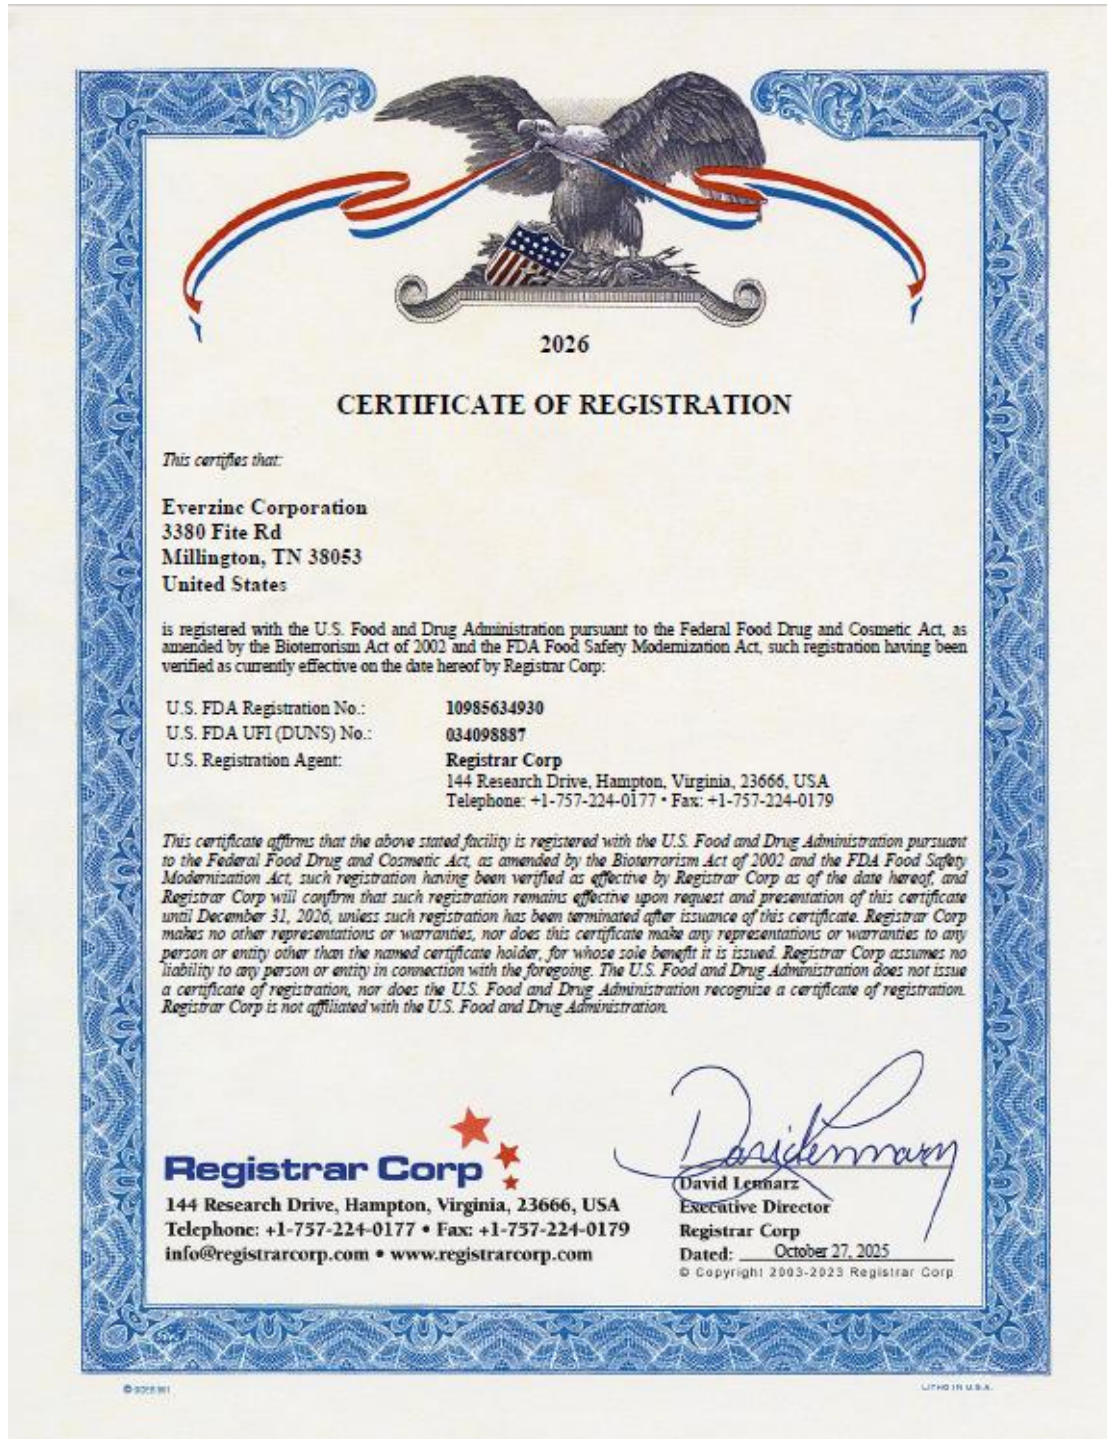 2026
CERTIFICATE OF REGISTRATION
This certifies that:
Everzinc Corporation
3380 Fite Rd
Millington, TN 38053
United States
is registered with the U.S. Food and Drug Administration pursuant to the Federal Food Drug and Cosmetic Act, as
amended by the Bioterrorism Act of 2002 and the FDA Food Safety Modernization Act, such registration having been
verified as currently effective on the date hereof by Registrar Corp:
U.S. FDA Registration No.: 10985634930
U.S. FDA UFI (DUNS) No.: 034098887
U.S. Registration Agent: Registrar Corp
144 Research Drive, Hampton, Virginia, 23666, USA
Telephone: +1-757-224-0177 • Fax: +1-757-224-0179
This certificate affirms that the above stated facility is registered with the U.S. Food and Drug Administration pursuant
to the Federal Food Drug and Cosmetic Act, as amended by the Bioterrorism Act of 2002 and the FDA Food Safety
Modernization Act, such registration having been verified as effective by Registrar Corp as of the date hereof, and
Registrar Corp will confirm that such registration remains effective upon request and presentation of this certificate
until December 31, 2026, unless such registration has been terminated after issuance of this certificate. Registrar Corp
makes no other representations or warranties, nor does this certificate make any representations or warranties to any
person or entity other than the named certificate holder, for whose sole benefit it is issued. Registrar Corp assumes no
liability to any person or entity in connection with the foregoing. The U.S. Food and Drug Administration does not issue
a certificate of registration, nor does the U.S. Food and Drug Administration recognize a certificate of registration.
Registrar Corp is not affiliated with the U.S. Food and Drug Administration.
Registrar Corp
144 Research Drive, Hampton, Virginia, 23666, USA
Telephone: +1-757-224-0177 • Fax: +1-757-224-0179
info@registrarcorp.com • www.registrarcorp.com
David Lennarz
Executive Director
Registrar Corp
Dated: October 27, 2025
© Copyright 2003-2023 Registrar Corp
LITHO IN U.S.A.